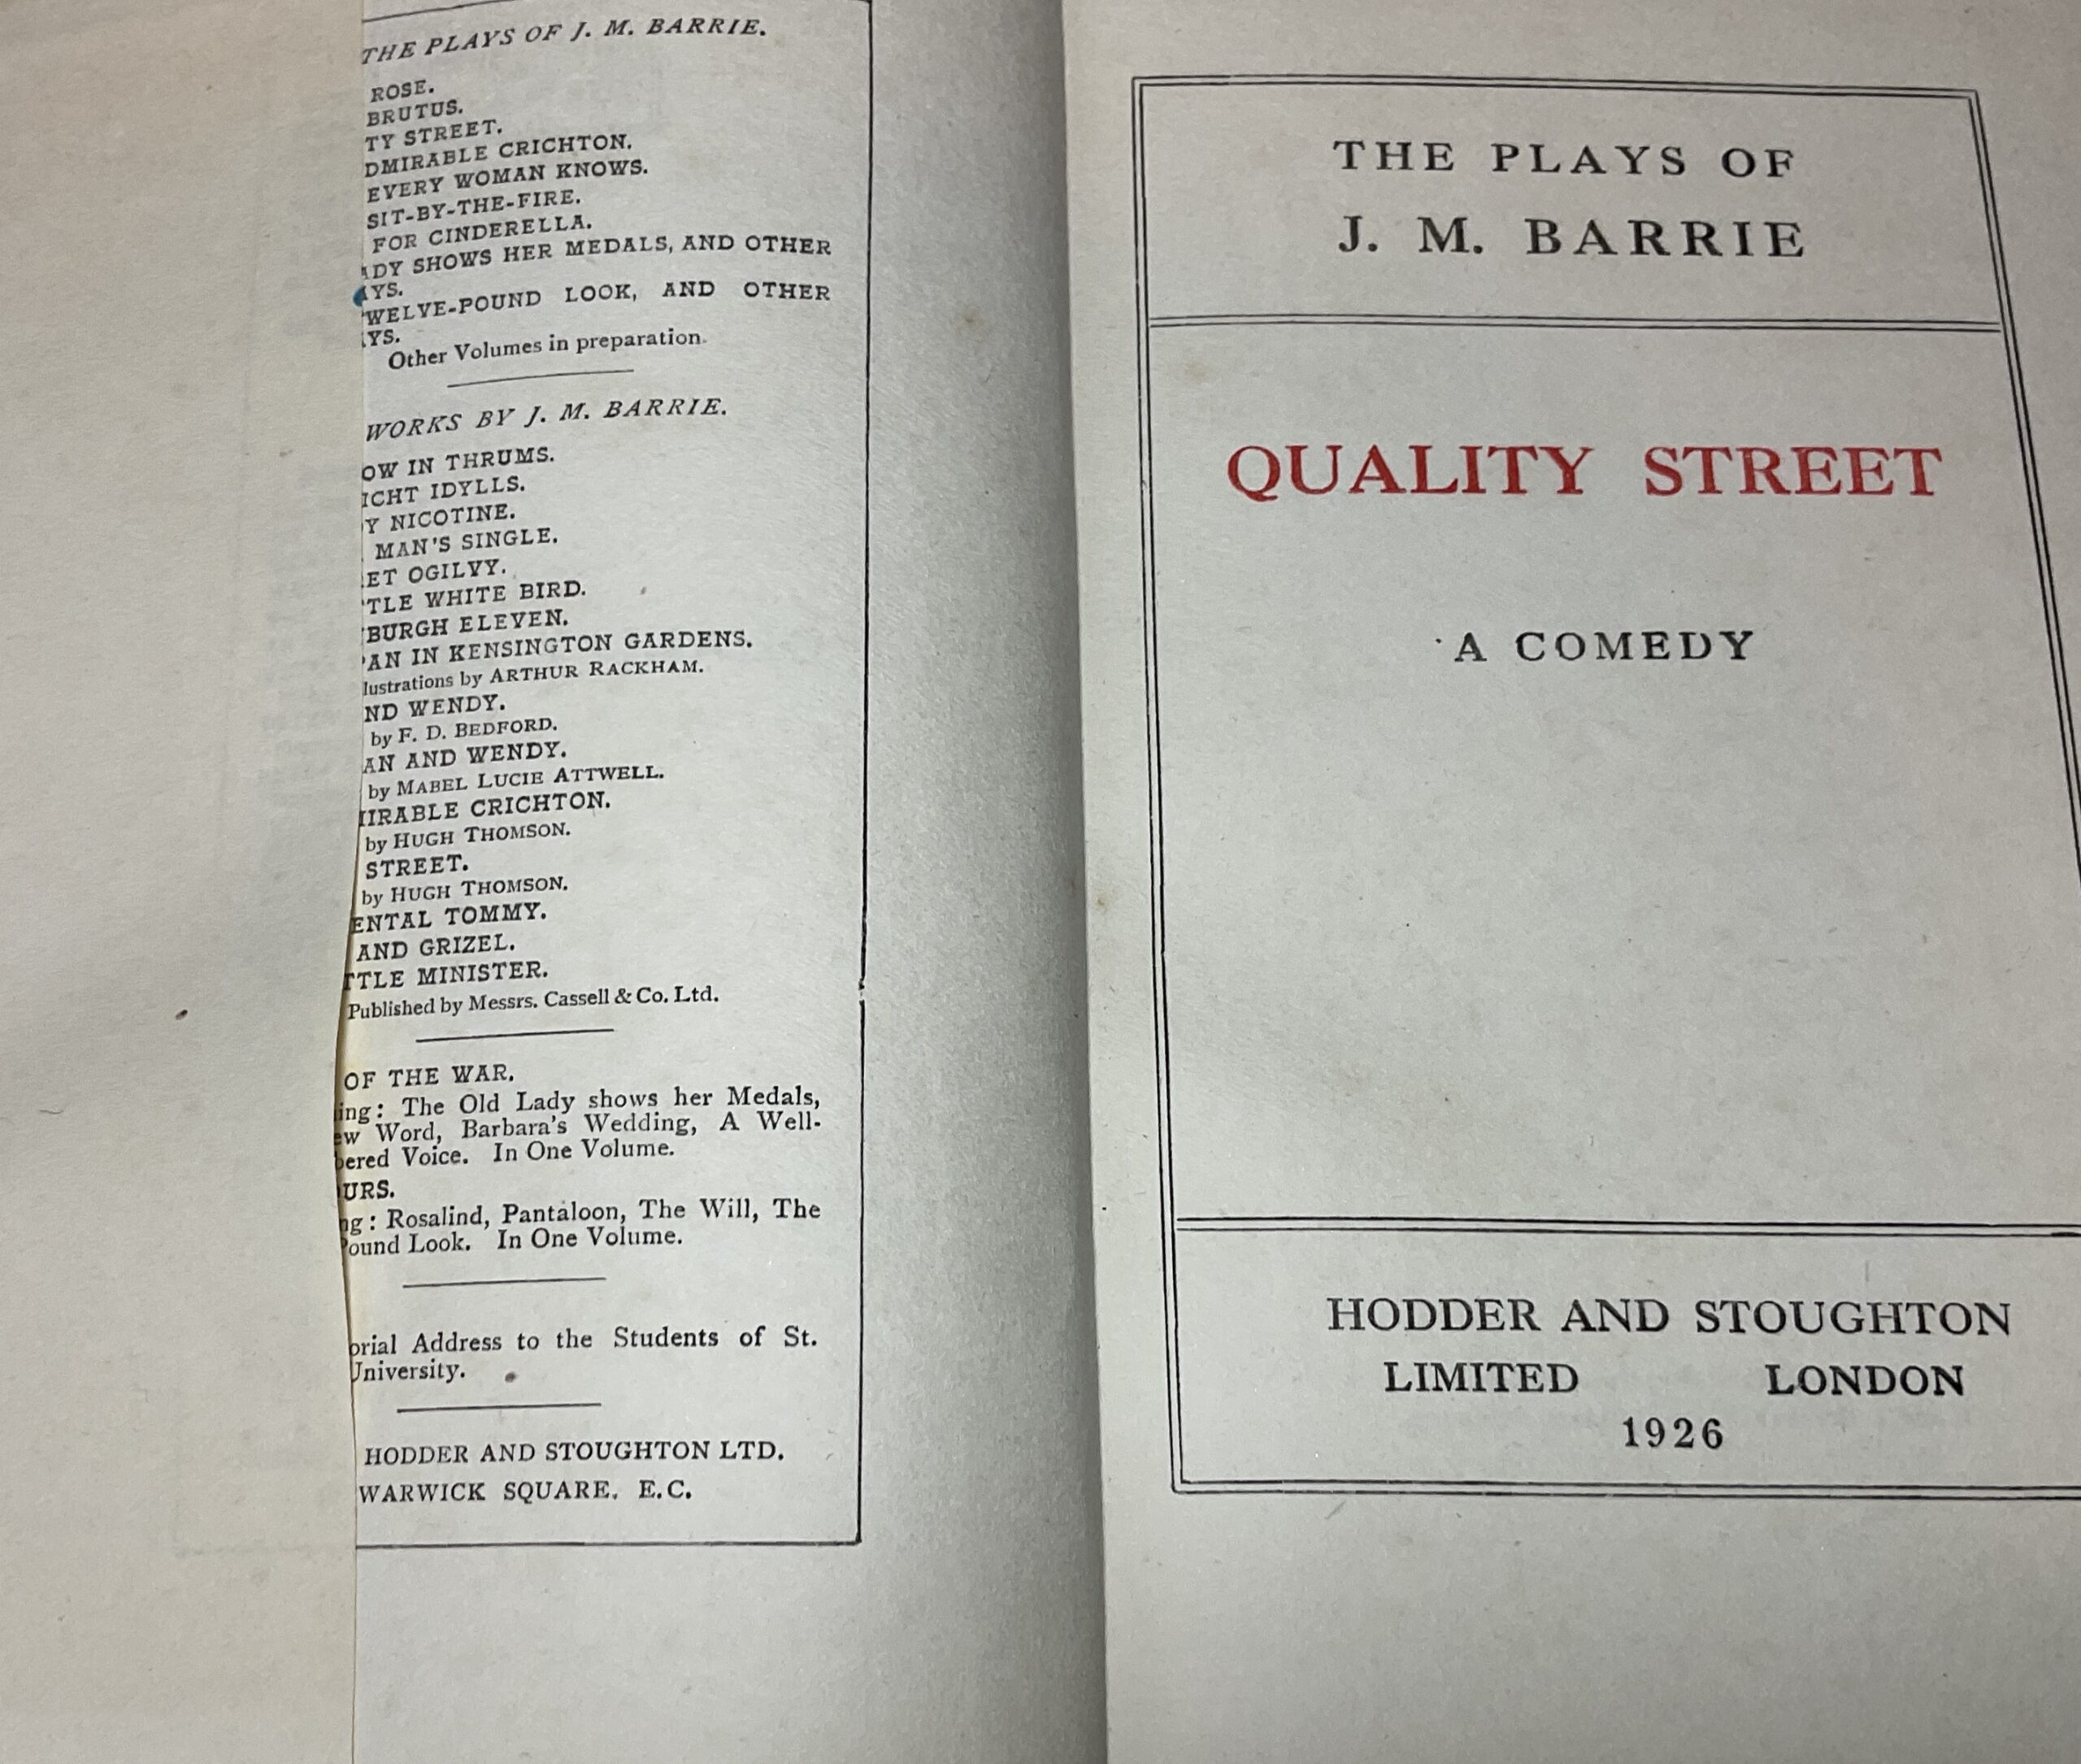 THE PLAYS OF J. M. BARRIE.
ROSE.
BRUTUS.
TY STREET.
DMIRABLE CRICHTON.
EVERY WOMAN KNOWS.
SIT-BY-THE-FIRE.
FOR CINDERELLA.
ADY SHOWS HER MEDALS, AND OTHER
AYS.
WELVE-POUND LOOK, AND OTHER
YS.
Other Volumes in preparation.
WORKS BY J. M. BARRIE.
OW IN THRUMS.
ICHT IDYLLS.
Y NICOTINE.
MAN'S SINGLE.
ET OGILVY.
TLE WHITE BIRD.
BURGH ELEVEN.
PAN IN KENSINGTON GARDENS.
lustrations by ARTHUR RACKHAM.
ND WENDY.
by F. D. BEDFORD.
AN AND WENDY.
by MABEL LUCIE ATTWELL.
IRABLE CRICHTON.
by HUGH THOMSON.
STREET.
by HUGH THOMSON.
ENTAL TOMMY.
AND GRIZEL.
TTLE MINISTER.
Published by Messrs. Cassell & Co. Ltd.
OF THE WAR.
ing: The Old Lady shows her Medals,
ew Word, Barbara's Wedding, A Well-
bered Voice. In One Volume.
URS.
ng: Rosalind, Pantaloon, The Will, The
Pound Look. In One Volume.
orial Address to the Students of St.
University.
HODDER AND STOUGHTON LTD.
WARWICK SQUARE, E.C.
THE PLAYS OF
J. M. BARRIE
QUALITY STREET
A COMEDY
HODDER AND STOUGHTON
LIMITED LONDON
1926